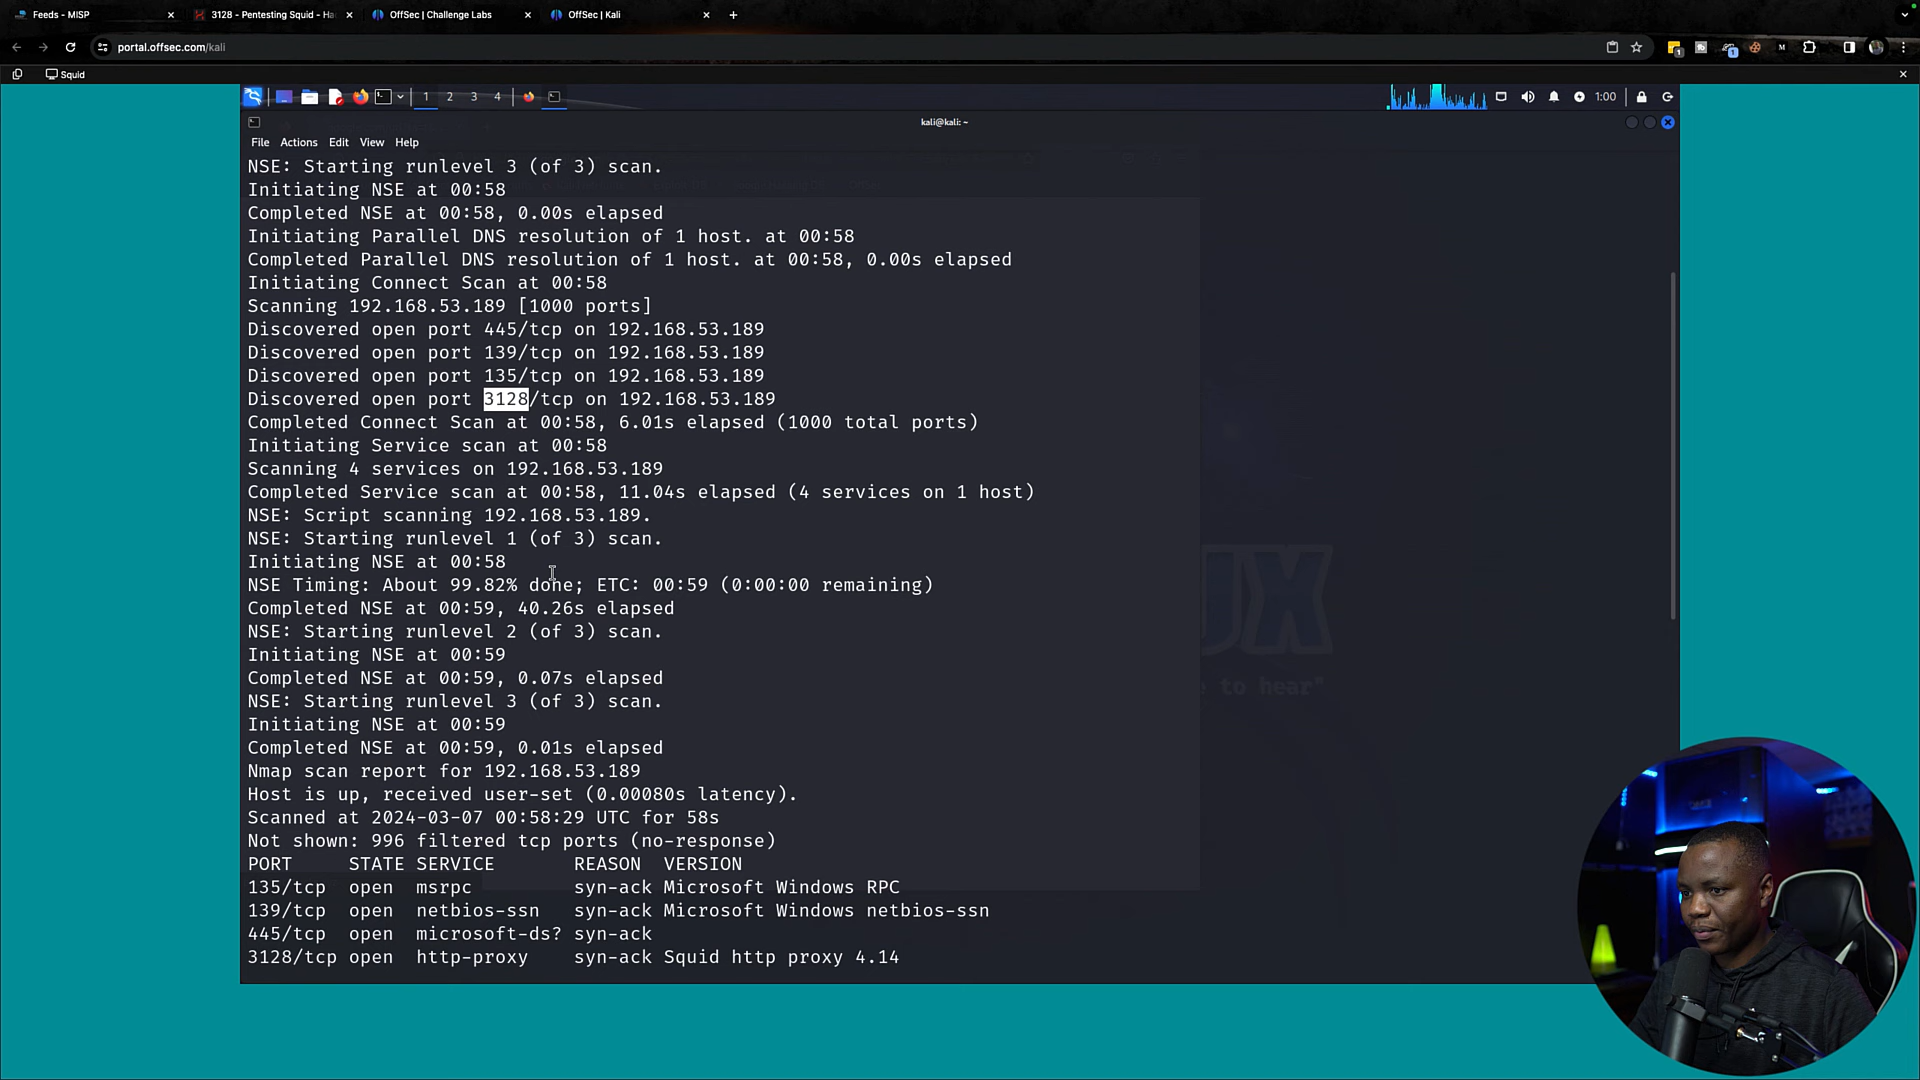 Feeds - MISP
3128 - Pentesting Squid - Ha
OffSec | Challenge Labs
OffSec | Kali
portal.offsec.com/kali
Squid
1 2 3 4
1:00
kali@kali: ~
File Actions Edit View Help
NSE: Starting runlevel 3 (of 3) scan.
Initiating NSE at 00:58
Completed NSE at 00:58, 0.00s elapsed
Initiating Parallel DNS resolution of 1 host. at 00:58
Completed Parallel DNS resolution of 1 host. at 00:58, 0.00s elapsed
Initiating Connect Scan at 00:58
Scanning 192.168.53.189 [1000 ports]
Discovered open port 445/tcp on 192.168.53.189
Discovered open port 139/tcp on 192.168.53.189
Discovered open port 135/tcp on 192.168.53.189
Discovered open port 3128/tcp on 192.168.53.189
Completed Connect Scan at 00:58, 6.01s elapsed (1000 total ports)
Initiating Service scan at 00:58
Scanning 4 services on 192.168.53.189
Completed Service scan at 00:58, 11.04s elapsed (4 services on 1 host)
NSE: Script scanning 192.168.53.189.
NSE: Starting runlevel 1 (of 3) scan.
Initiating NSE at 00:58
NSE Timing: About 99.82% done; ETC: 00:59 (0:00:00 remaining)
Completed NSE at 00:59, 40.26s elapsed
NSE: Starting runlevel 2 (of 3) scan.
Initiating NSE at 00:59
Completed NSE at 00:59, 0.07s elapsed
NSE: Starting runlevel 3 (of 3) scan.
Initiating NSE at 00:59
Completed NSE at 00:59, 0.01s elapsed
Nmap scan report for 192.168.53.189
Host is up, received user-set (0.00080s latency).
Scanned at 2024-03-07 00:58:29 UTC for 58s
Not shown: 996 filtered tcp ports (no-response)
PORT STATE SERVICE REASON VERSION
135/tcp open msrpc syn-ack Microsoft Windows RPC
139/tcp open netbios-ssn syn-ack Microsoft Windows netbios-ssn
445/tcp open microsoft-ds? syn-ack
3128/tcp open http-proxy syn-ack Squid http proxy 4.14
UX
to hear"